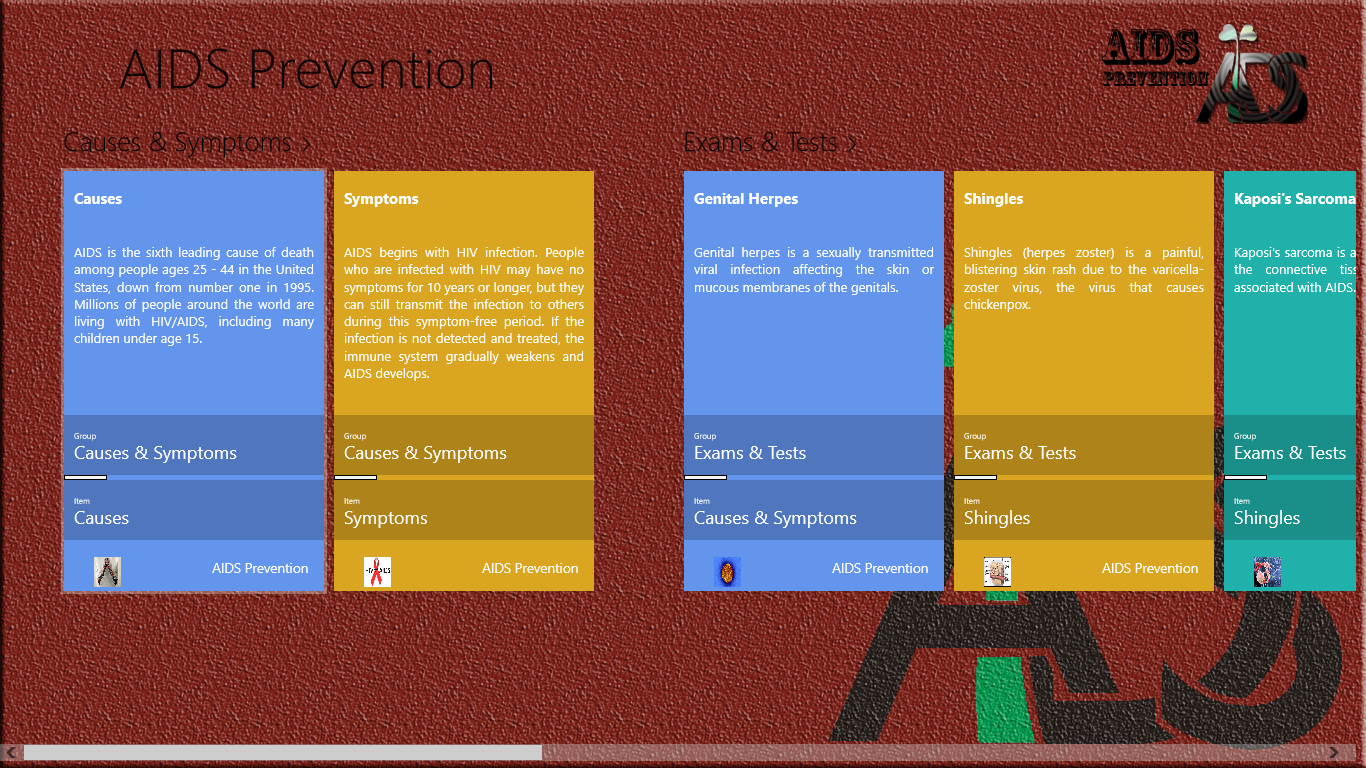 AIDS Prevention
AIDS
PREVENTION
Causes & Symptoms >
Causes
AIDS is the sixth leading cause of death
among people ages 25 - 44 in the United
States, down from number one in 1995.
Millions of people around the world are
living with HIV/AIDS, including many
children under age 15.
Group
Causes & Symptoms
Item
Causes
AIDS Prevention
Symptoms
AIDS begins with HIV infection. People
who are infected with HIV may have no
symptoms for 10 years or longer, but they
can still transmit the infection to others
during this symptom-free period. If the
infection is not detected and treated, the
immune system gradually weakens and
AIDS develops.
Group
Causes & Symptoms
Item
Symptoms
HIV AIDS
AIDS Prevention
Exams & Tests >
Genital Herpes
Genital herpes is a sexually transmitted
viral infection affecting the skin or
mucous membranes of the genitals.
Group
Exams & Tests
Item
Causes & Symptoms
AIDS Prevention
Shingles
Shingles (herpes zoster) is a painful,
blistering skin rash due to the varicella-
zoster virus, the virus that causes
chickenpox.
Group
Exams & Tests
Item
Shingles
AIDS Prevention
Kaposi's Sarcoma
Kaposi's sarcoma is a
the connective tiss
associated with AIDS.
Group
Exams & Tests
Item
Shingles